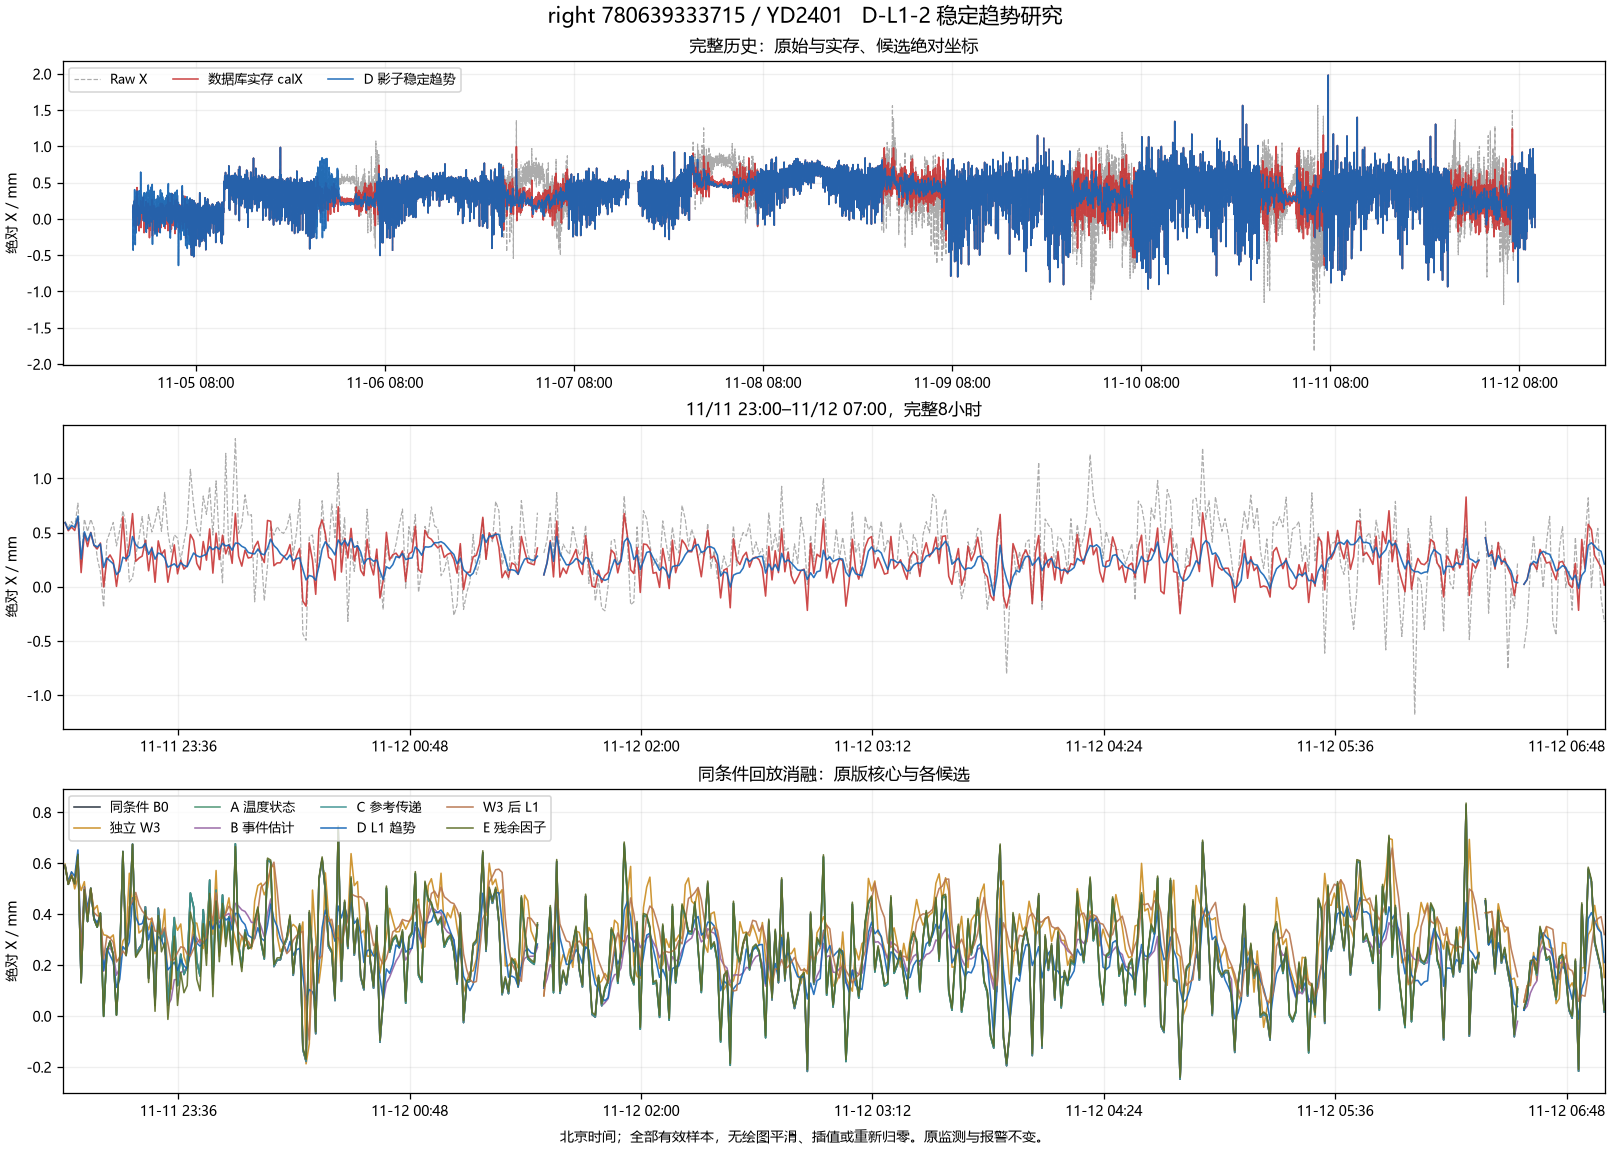 right 780639333715 / YD2401   D-L1-2 稳定趋势研究
完整历史：原始与实存、候选绝对坐标
Raw X   数据库实存 calX   D 影子稳定趋势
绝对 X / mm
2.0
1.5
1.0
0.5
0.0
-0.5
-1.0
-1.5
-2.0
11-05 08:00   11-06 08:00   11-07 08:00   11-08 08:00   11-09 08:00   11-10 08:00   11-11 08:00   11-12 08:00
11/11 23:00–11/12 07:00，完整8小时
绝对 X / mm
1.0
0.5
0.0
-0.5
-1.0
11-11 23:36   11-12 00:48   11-12 02:00   11-12 03:12   11-12 04:24   11-12 05:36   11-12 06:48
同条件回放消融：原版核心与各候选
同条件 B0   A 温度状态   C 参考传递   W3 后 L1
独立 W3   B 事件估计   D L1 趋势   E 残余因子
绝对 X / mm
0.8
0.6
0.4
0.2
0.0
-0.2
11-11 23:36   11-12 00:48   11-12 02:00   11-12 03:12   11-12 04:24   11-12 05:36   11-12 06:48
北京时间；全部有效样本，无绘图平滑、插值或重新归零。原监测与报警不变。